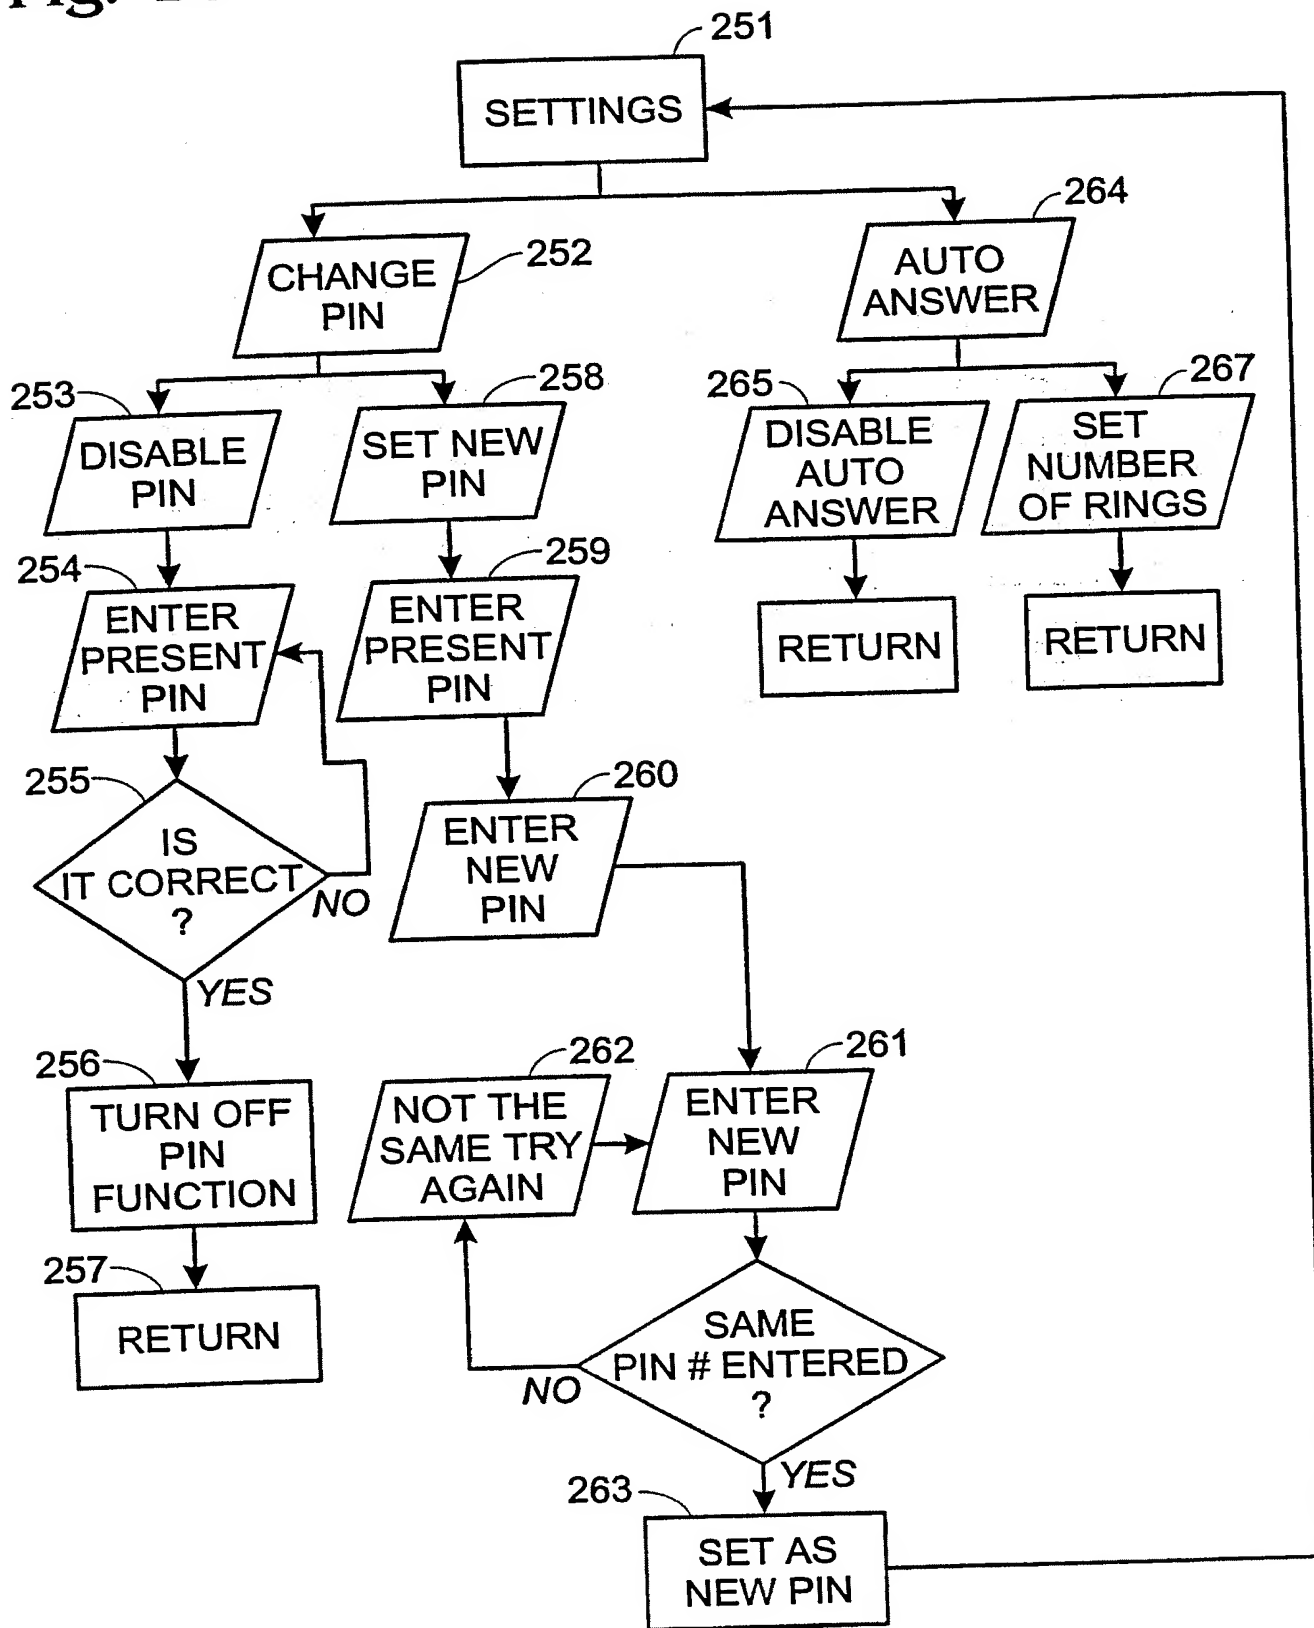 Fig.
251
SETTINGS
264
252
CHANGE
PIN
AUTO
ANSWER
253
258
265
267
DISABLE
PIN
SET NEW
PIN
DISABLE
AUTO
ANSWER
SET
NUMBER
OF RINGS
254
259
ENTER
PRESENT
PIN
ENTER
PRESENT
PIN
RETURN
RETURN
255
260
IS
IT CORRECT
?
NO
ENTER
NEW
PIN
YES
256
262
261
TURN OFF
PIN
FUNCTION
NOT THE
SAME TRY
AGAIN
ENTER
NEW
PIN
257
RETURN
SAME
PIN # ENTERED
?
NO
YES
263
SET AS
NEW PIN